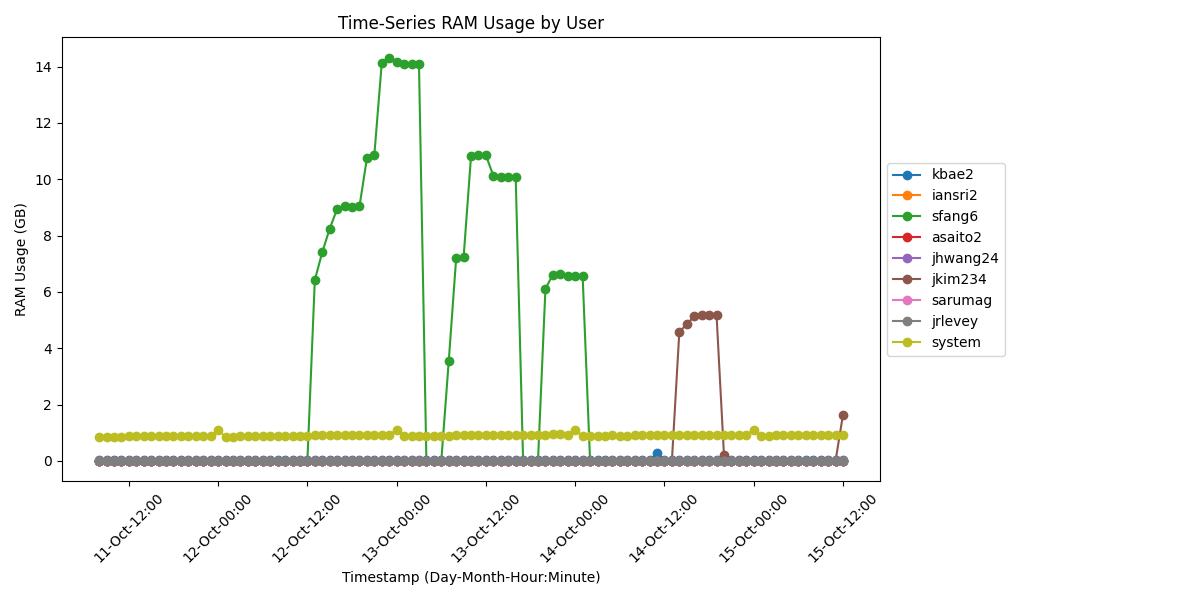 Time-Series RAM Usage by User
RAM Usage (GB)
14
12
10
8
6
4
2
0
11-Oct-12:00
12-Oct-00:00
12-Oct-12:00
13-Oct-00:00
13-Oct-12:00
14-Oct-00:00
14-Oct-12:00
15-Oct-00:00
15-Oct-12:00
Timestamp (Day-Month-Hour:Minute)
kbae2
iansri2
sfang6
asaito2
jhwang24
jkim234
sarumag
jrlevey
system